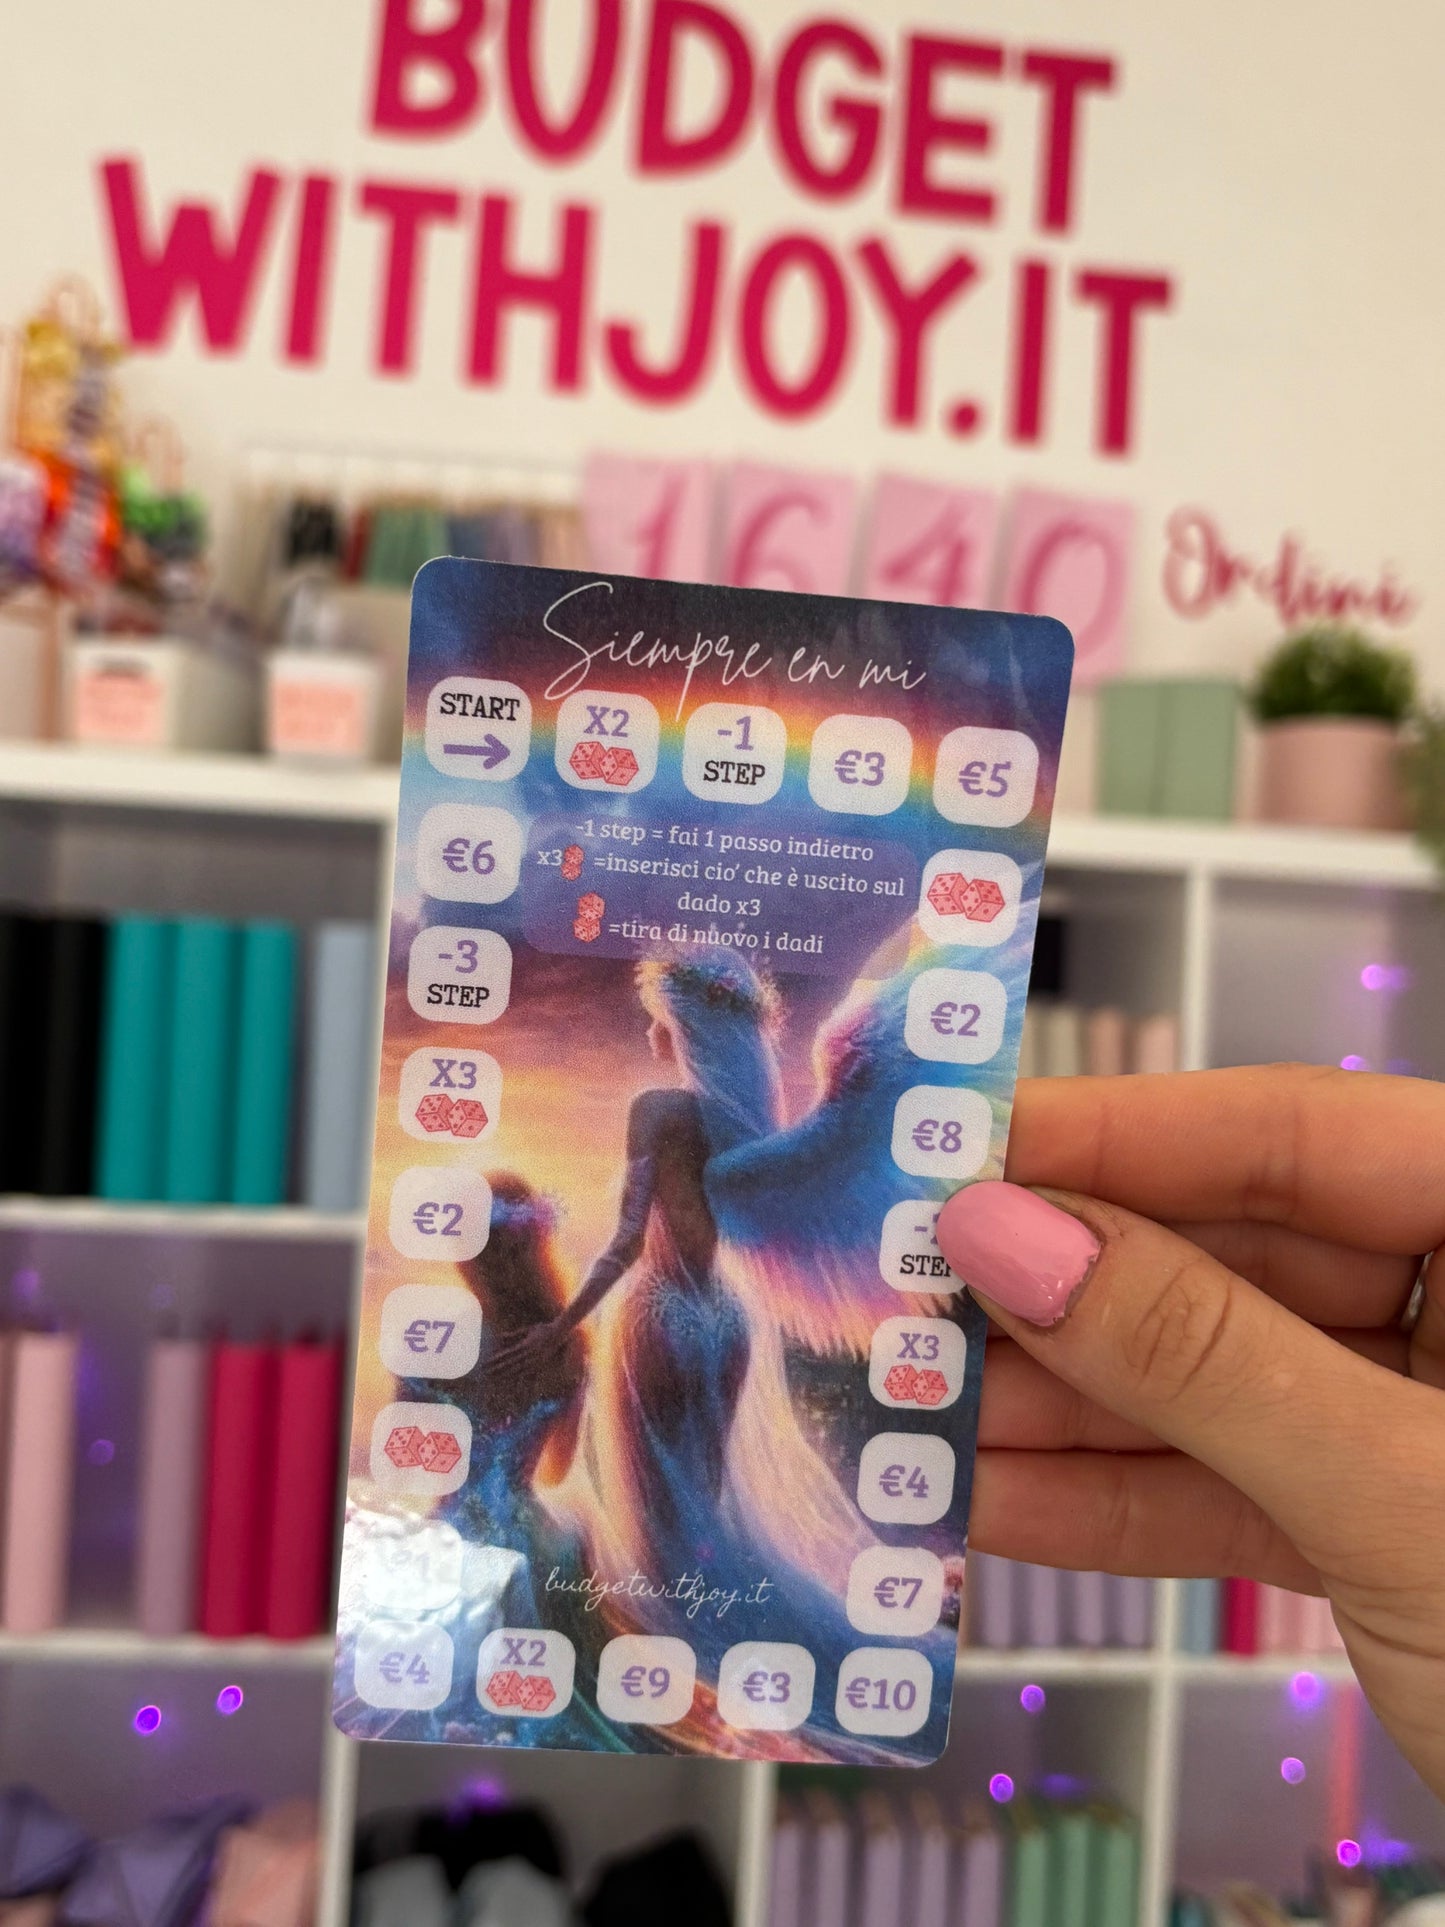 BUDGET
WITHJOY.IT
1640 Ordini
Siempre en mi
START X2 -1 STEP €3 €5
-1 step = fai 1 passo indietro
x3 =inserisci cio' che è uscito sul
dado x3
=tira di nuovo i dadi
€6
€2
-3
STEP
€8
X3
STEP
€2
X3
€7
€4
€7
budgetwithjoy.it
€4 X2 €9 €3 €10